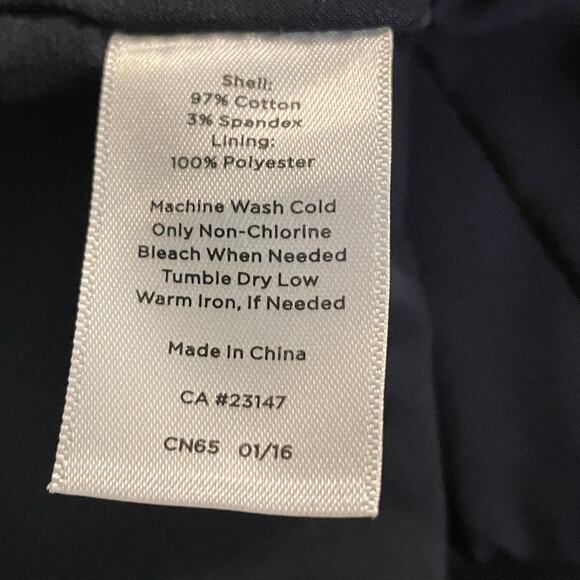 Shell:
97% Cotton
3% Spandex
Lining:
100% Polyester
Machine Wash Cold
Only Non-Chlorine
Bleach When Needed
Tumble Dry Low
Warm Iron, If Needed
Made In China
CA #23147
CN65 01/16